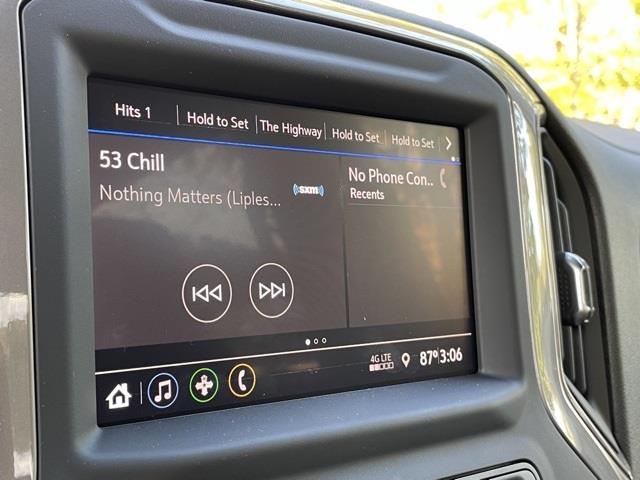 Hits 1 Hold to Set The Highway Hold to Set Hold to Set
53 Chill
Nothing Matters (Liples...
sxm
No Phone Con..
Recents
4G LTE
87° 3:06